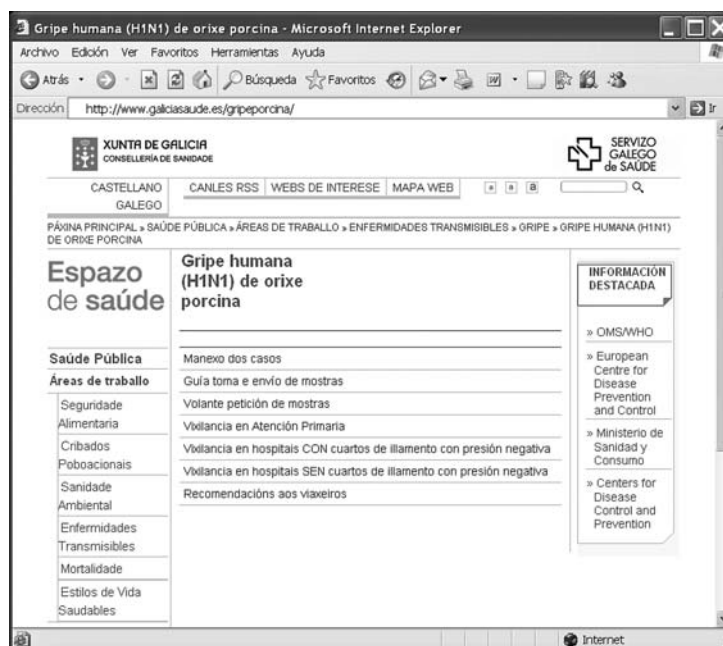 Gripe humana (H1N1) de orixe porcina - Microsoft Internet Explorer
Archivo Edición Ver Favoritos Herramientas Ayuda
Atrás Búsqueda Favoritos
Dirección http://www.galiciasaude.es/gripeporcina/ Ir
XUNTA DE GALICIA
CONSELLERÍA DE SANIDADE
SERVIZO
GALEGO
de SAÚDE
CASTELLANO
GALEGO
CANLES RSS WEBS DE INTERESE MAPA WEB a a a
PÁXINA PRINCIPAL » SAÚDE PÚBLICA » ÁREAS DE TRABALLO » ENFERMIDADES TRANSMISIBLES » GRIPE » GRIPE HUMANA (H1N1)
DE ORIXE PORCINA
Espazo
de saúde
Saúde Pública
Áreas de traballo
Seguridade
Alimentaria
Cribados
Poboacionais
Sanidade
Ambiental
Enfermidades
Transmisibles
Mortalidade
Estilos de Vida
Saudables
Gripe humana
(H1N1) de orixe
porcina
Manexo dos casos
Guía toma e envío de mostras
Volante petición de mostras
Vixilancia en Atención Primaria
Vixilancia en hospitais CON cuartos de illamento con presión negativa
Vixilancia en hospitais SEN cuartos de illamento con presión negativa
Recomendacións aos viaxeiros
INFORMACIÓN
DESTACADA
» OMS/WHO
» European
Centre for
Disease
Prevention
and Control
» Ministerio de
Sanidad y
Consumo
» Centers for
Disease
Control and
Prevention
Internet